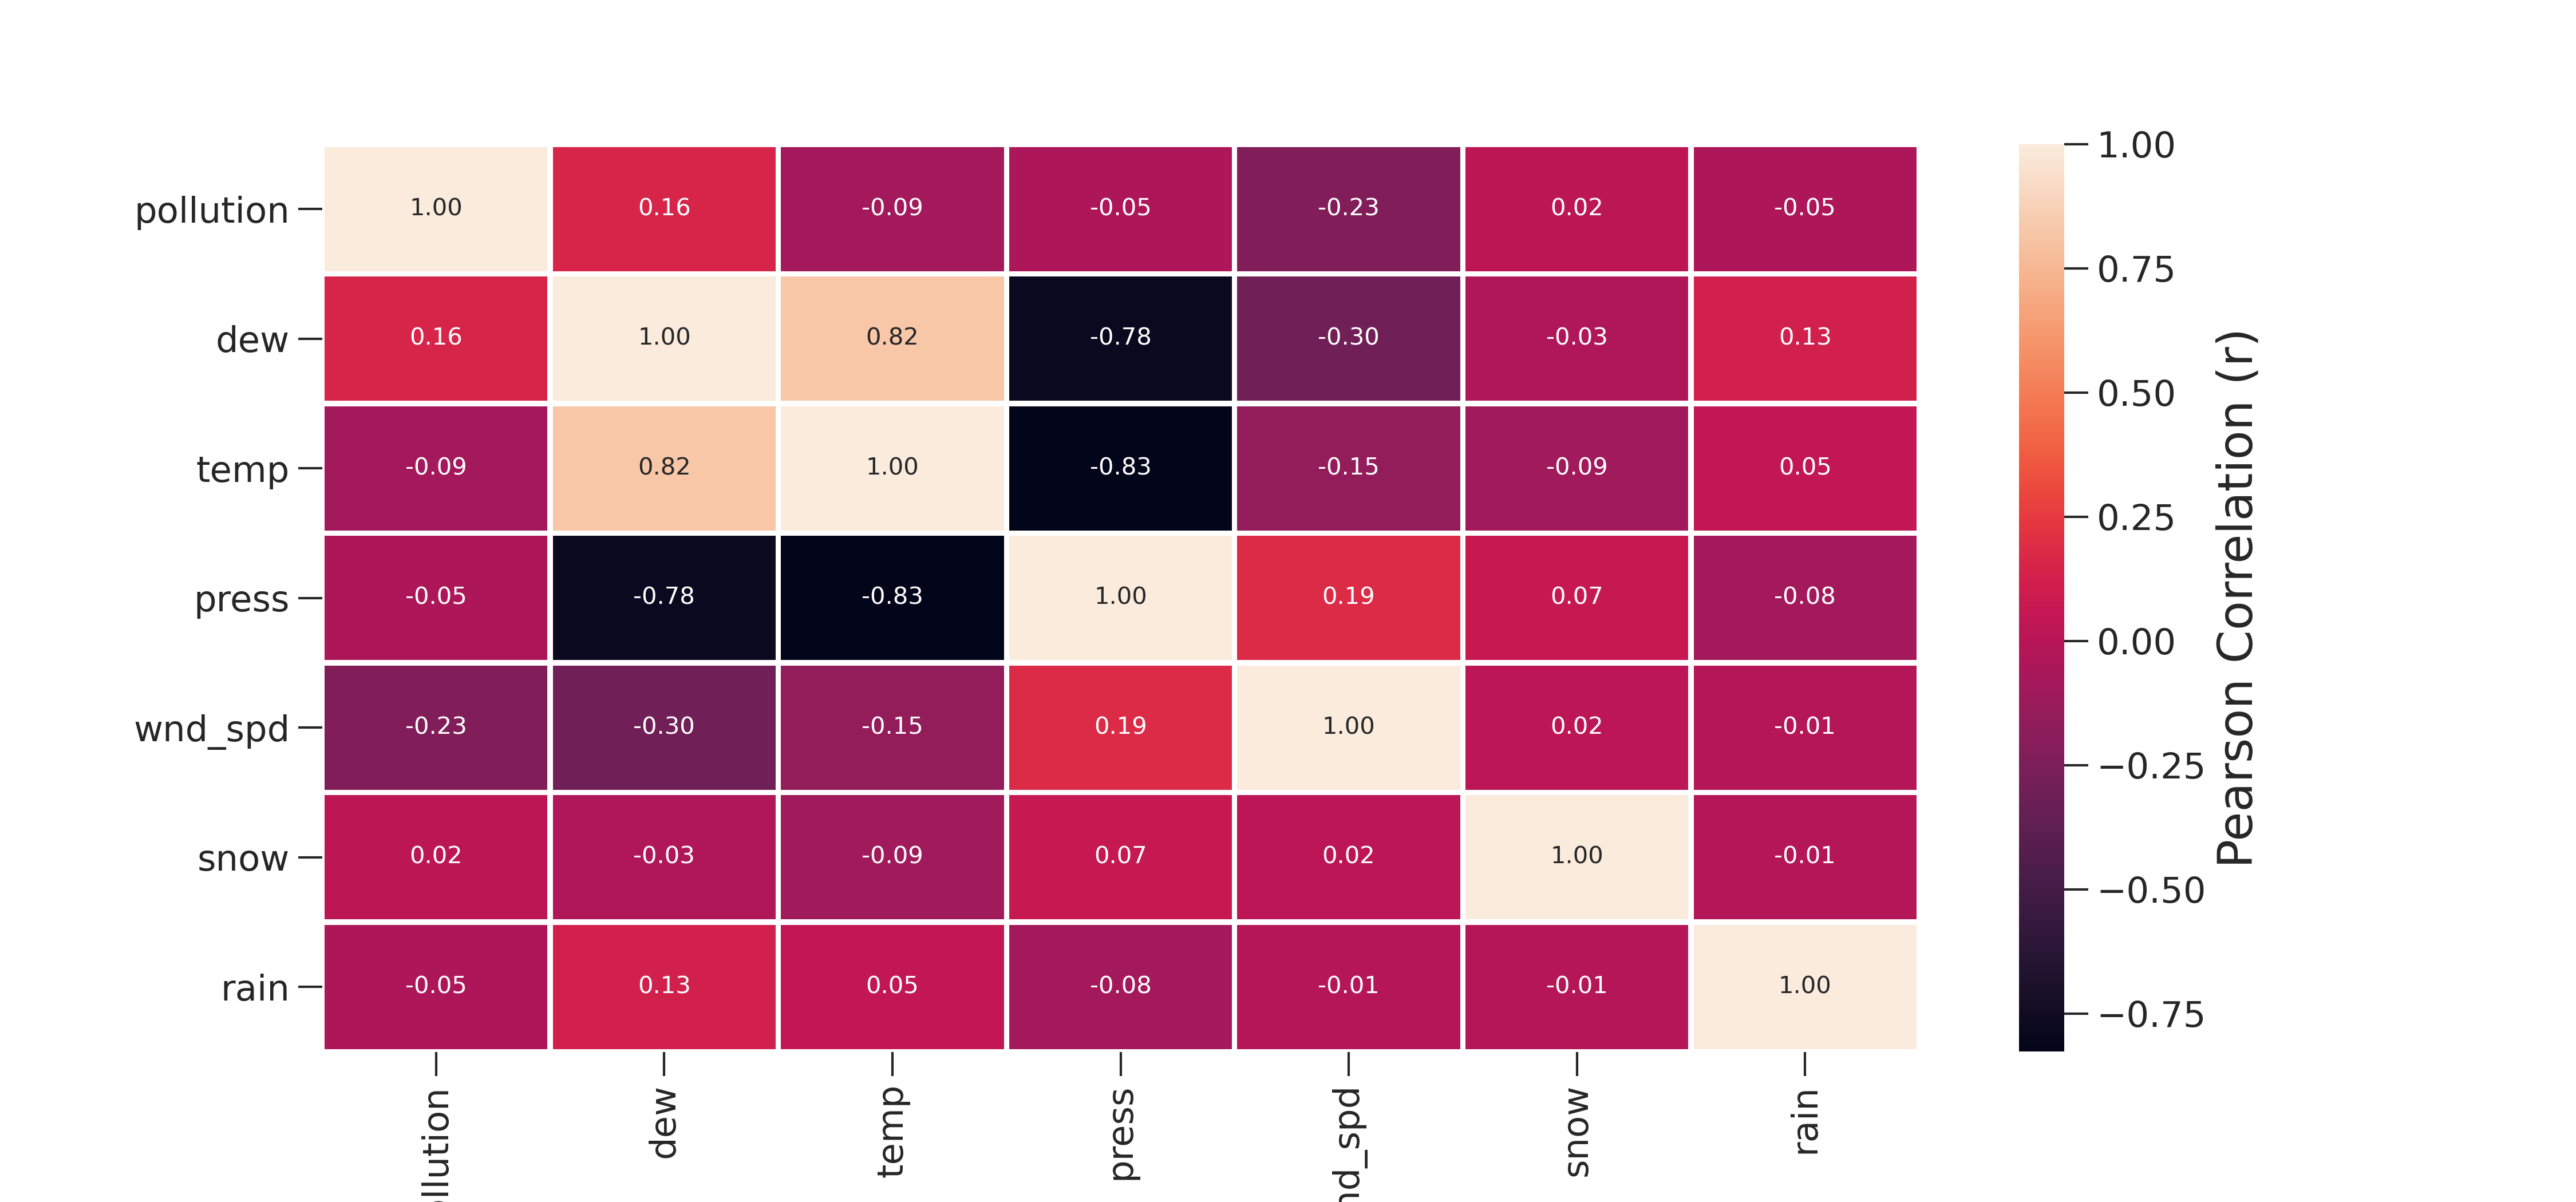 pollution 1.00 0.16 -0.09 -0.05 -0.23 0.02 -0.05
dew 0.16 1.00 0.82 -0.78 -0.30 -0.03 0.13
temp -0.09 0.82 1.00 -0.83 -0.15 -0.09 0.05
press -0.05 -0.78 -0.83 1.00 0.19 0.07 -0.08
wnd_spd -0.23 -0.30 -0.15 0.19 1.00 0.02 -0.01
snow 0.02 -0.03 -0.09 0.07 0.02 1.00 -0.01
rain -0.05 0.13 0.05 -0.08 -0.01 -0.01 1.00
ollution dew temp press nd_spd snow rain
1.00
0.75
0.50
0.25
0.00
−0.25
−0.50
−0.75
Pearson Correlation (r)